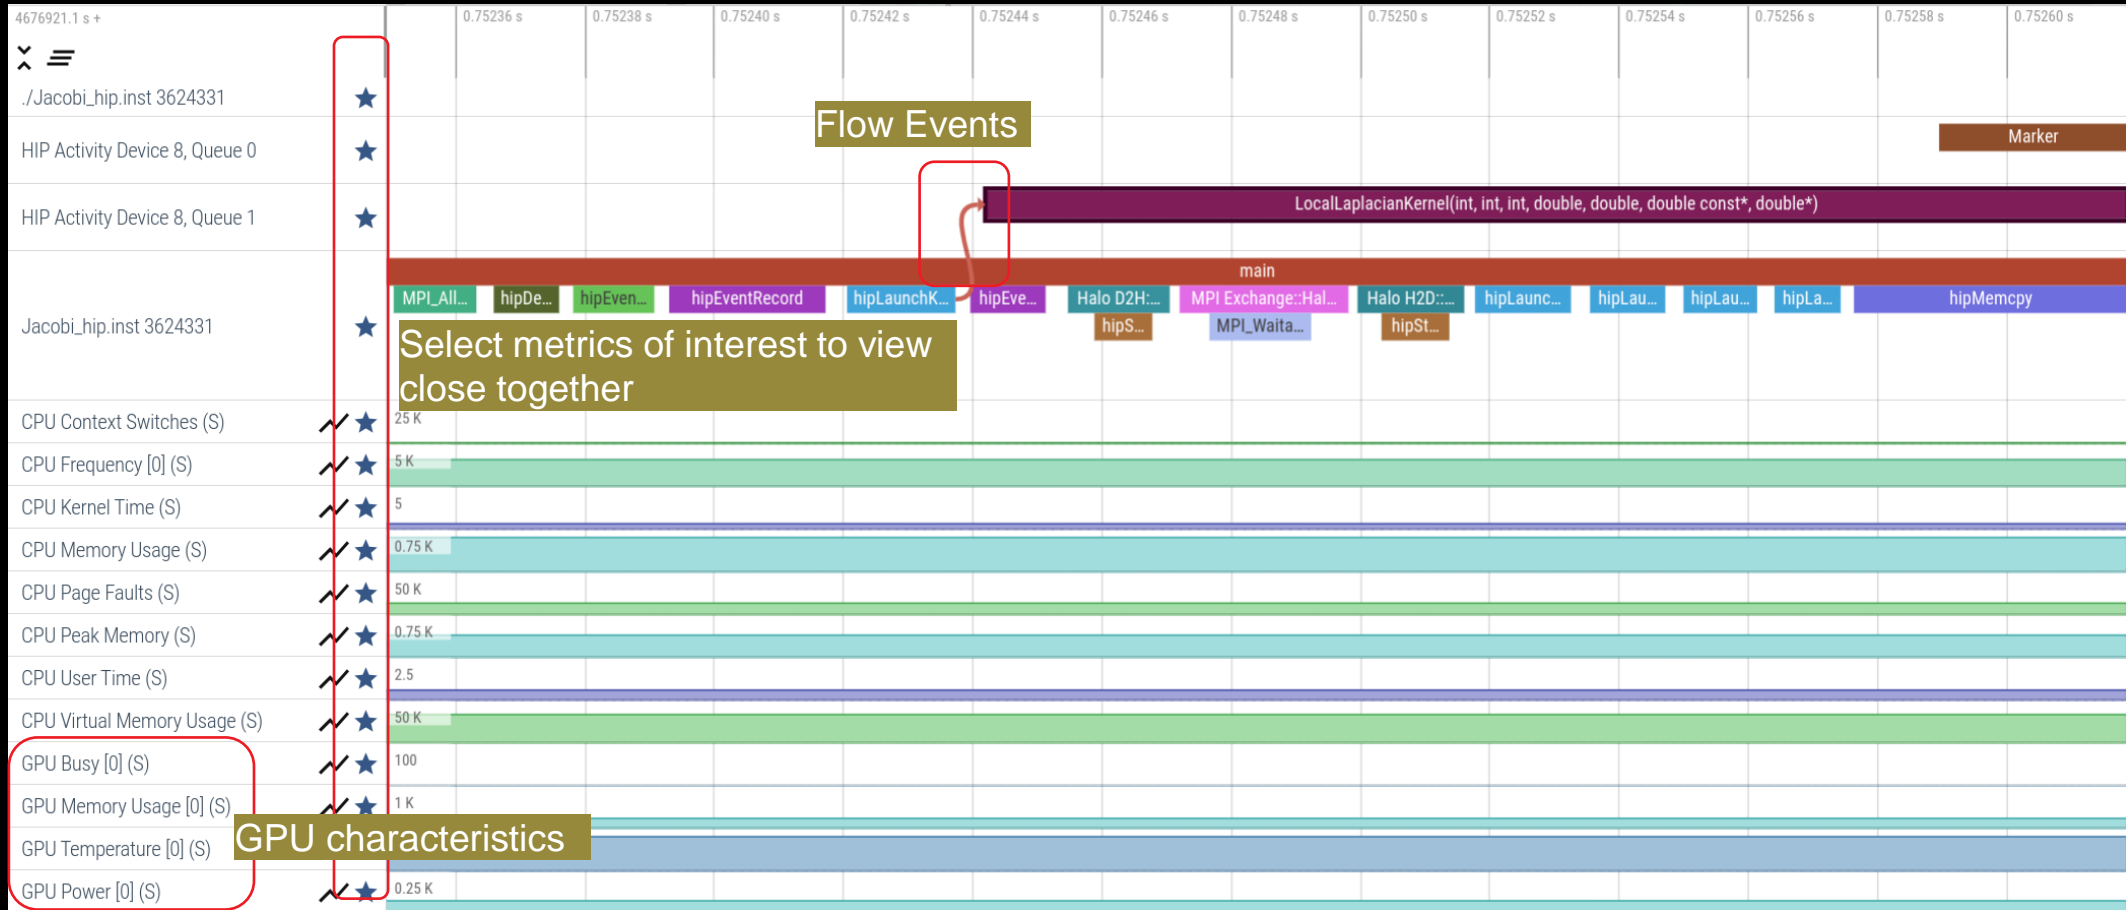 4676921.1 s +
0.75236 s
0.75238 s
0.75240 s
0.75242 s
0.75244 s
0.75246 s
0.75248 s
0.75250 s
0.75252 s
0.75254 s
0.75256 s
0.75258 s
0.75260 s
./Jacobi_hip.inst 3624331
Flow Events
HIP Activity Device 8, Queue 0
Marker
HIP Activity Device 8, Queue 1
LocalLaplacianKernel(int, int, int, double, double, double const*, double*)
main
MPI_All...
hipDe...
hipEven...
hipEventRecord
hipLaunchK...
hipEve...
Halo D2H:...
MPI Exchange::Hal...
Halo H2D::...
hipLaunc...
hipLau...
hipLau...
hipLa...
hipMemcpy
Jacobi_hip.inst 3624331
hipS...
MPI_Waita...
hipSt...
Select metrics of interest to view
close together
CPU Context Switches (S)
25 K
CPU Frequency [0] (S)
5 K
CPU Kernel Time (S)
5
CPU Memory Usage (S)
0.75 K
CPU Page Faults (S)
50 K
CPU Peak Memory (S)
0.75 K
CPU User Time (S)
2.5
CPU Virtual Memory Usage (S)
50 K
GPU Busy [0] (S)
100
GPU Memory Usage [0] (S)
1 K
GPU characteristics
GPU Temperature [0] (S)
GPU Power [0] (S)
0.25 K